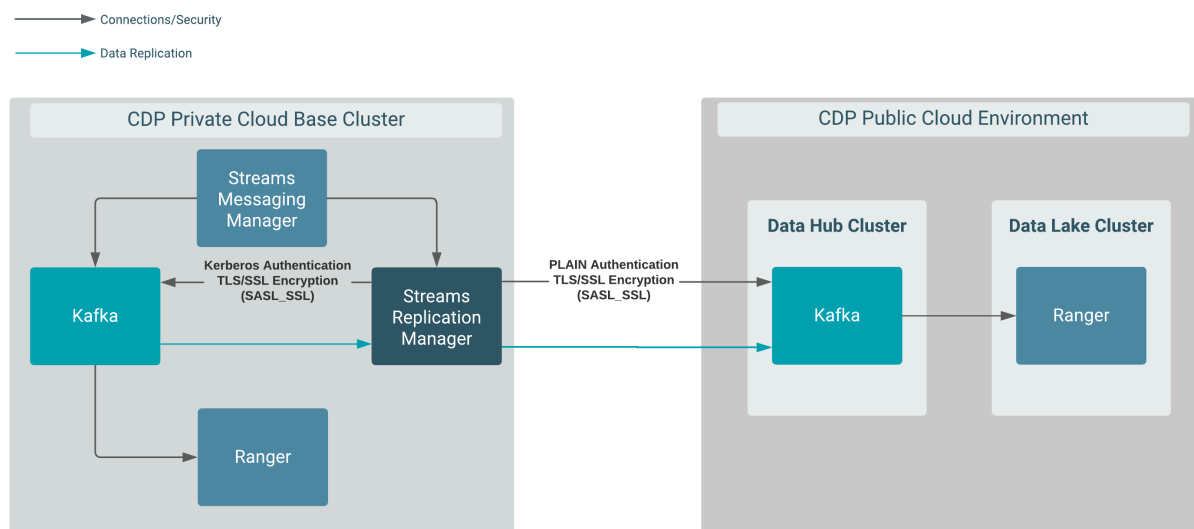 Connections/Security
Data Replication
CDP Private Cloud Base Cluster
CDP Public Cloud Environment
Streams
Messaging
Manager
Data Hub Cluster
Data Lake Cluster
Kerberos Authentication
TLS/SSL Encryption
(SASL_SSL)
PLAIN Authentication
TLS/SSL Encryption
(SASL_SSL)
Kafka
Streams
Replication
Manager
Kafka
Ranger
Ranger